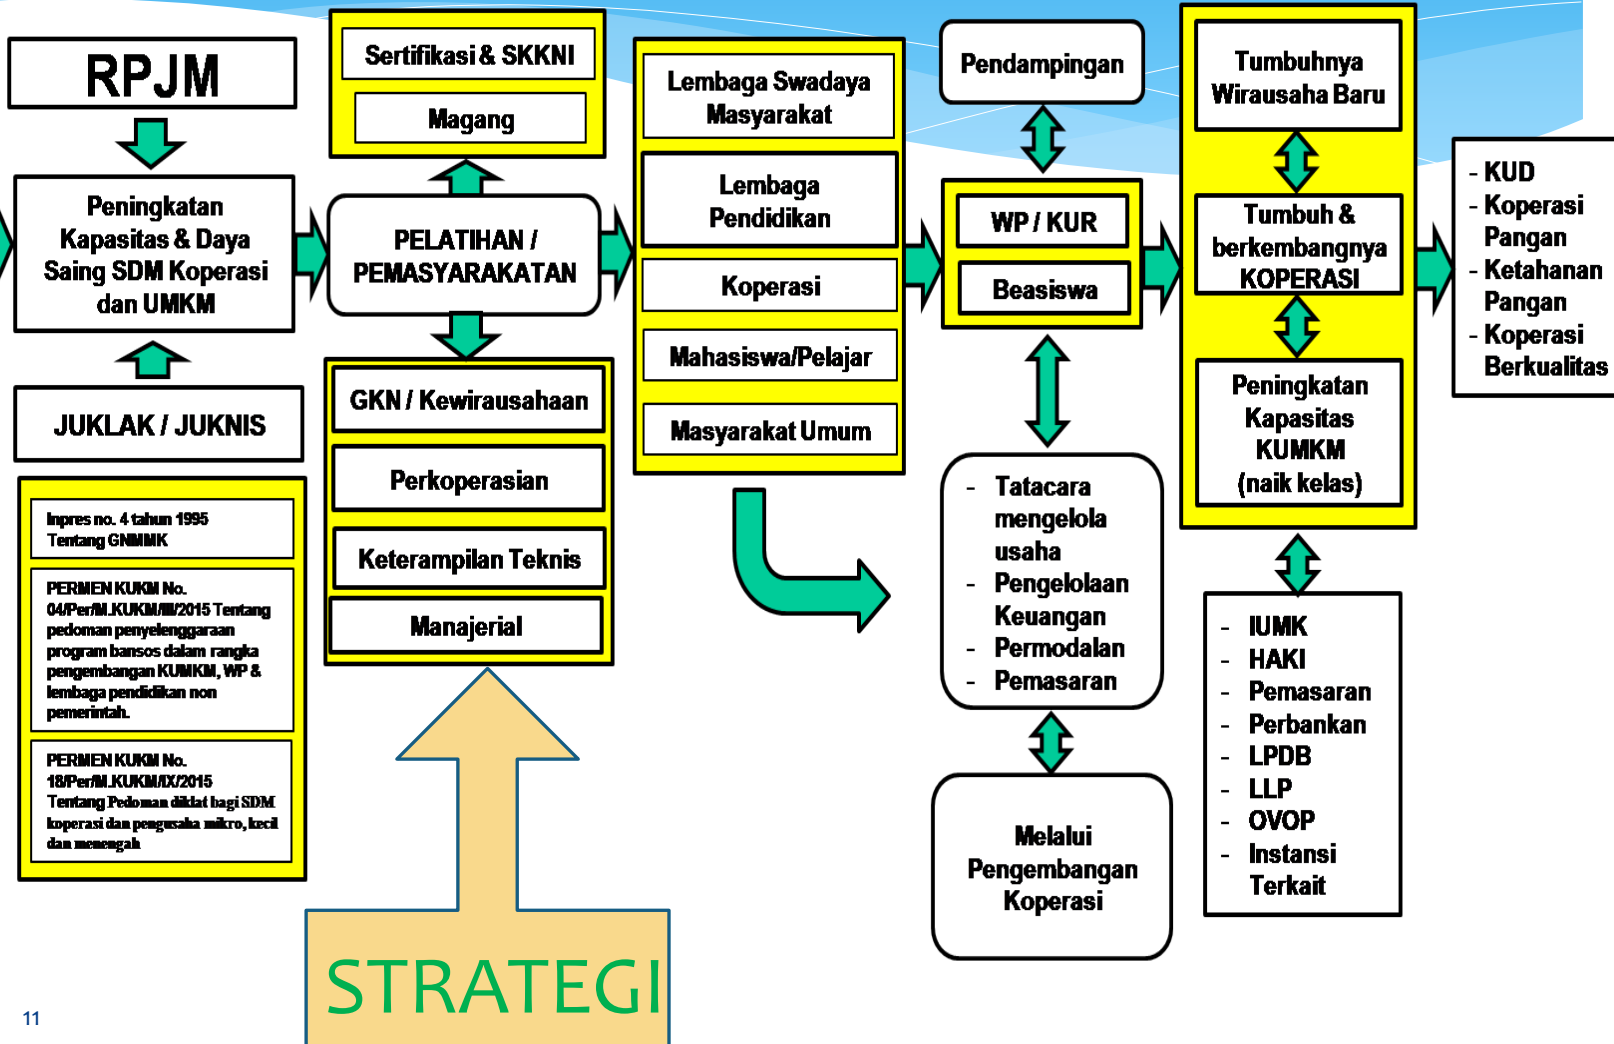 RPJM
Peningkatan
Kapasitas & Daya
Saing SDM Koperasi
dan UMKM
JUKLAK / JUKNIS
Inpres no. 4 tahun 1995
Tentang GNMMK
PERMEN KUKM No.
04/Per/M.KUKM/III/2015 Tentang
pedoman penyelenggaraan
program bansos dalam rangka
pengembangan KUMKM, WP &
lembaga pendidikan non
pemerintah.
PERMEN KUKM No.
18/Per/M.KUKM/IX/2015
Tentang Pedoman diklat bagi SDM
koperasi dan pengusaha mikro, kecil
dan menengah
Sertifikasi & SKKNI
Magang
PELATIHAN /
PEMASYARAKATAN
GKN / Kewirausahaan
Perkoperasian
Keterampilan Teknis
Manajerial
STRATEGI
Lembaga Swadaya
Masyarakat
Lembaga
Pendidikan
Koperasi
Mahasiswa/Pelajar
Masyarakat Umum
Pendampingan
WP / KUR
Beasiswa
- Tatacara
mengelola
usaha
- Pengelolaan
Keuangan
- Permodalan
- Pemasaran
Melalui
Pengembangan
Koperasi
Tumbuhnya
Wirausaha Baru
Tumbuh &
berkembangnya
KOPERASI
Peningkatan
Kapasitas
KUMKM
(naik kelas)
- IUMK
- HAKI
- Pemasaran
- Perbankan
- LPDB
- LLP
- OVOP
- Instansi
Terkait
- KUD
- Koperasi
Pangan
- Ketahanan
Pangan
- Koperasi
Berkualitas
11